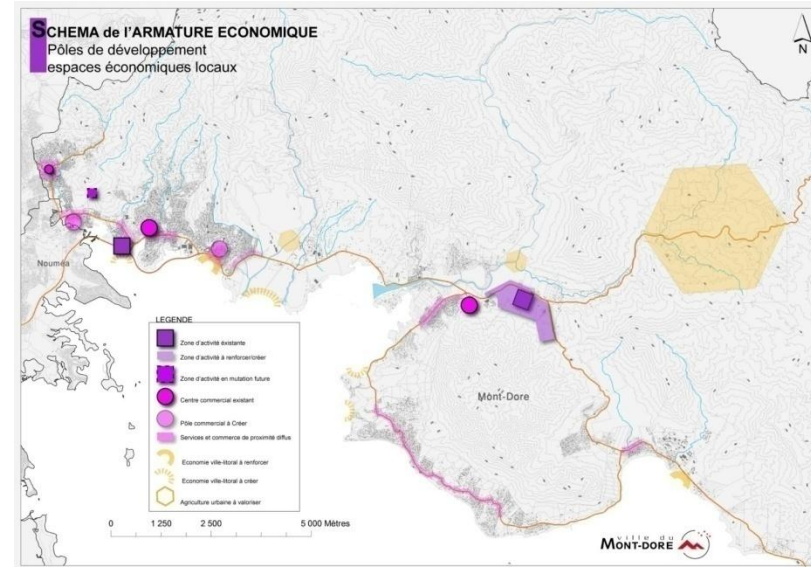 SCHEMA de l'ARMATURE ECONOMIQUE
Pôles de développement
espaces économiques locaux
N
Nouméa
Mont-Dore
LEGENDE
Zone d'activité éxistante
Zone d'activité à renforcer/créer
Zone d'activité en mutation future
Centre commercial existant
Pôle commercial à Créer
Services et commerce de proximité diffus
Economie ville-littoral à renforcer
Economie ville-littoral à créer
Agriculture urbaine à valoriser
0 1 250 2 500 5 000 Mètres
ville du
MONT-DORE